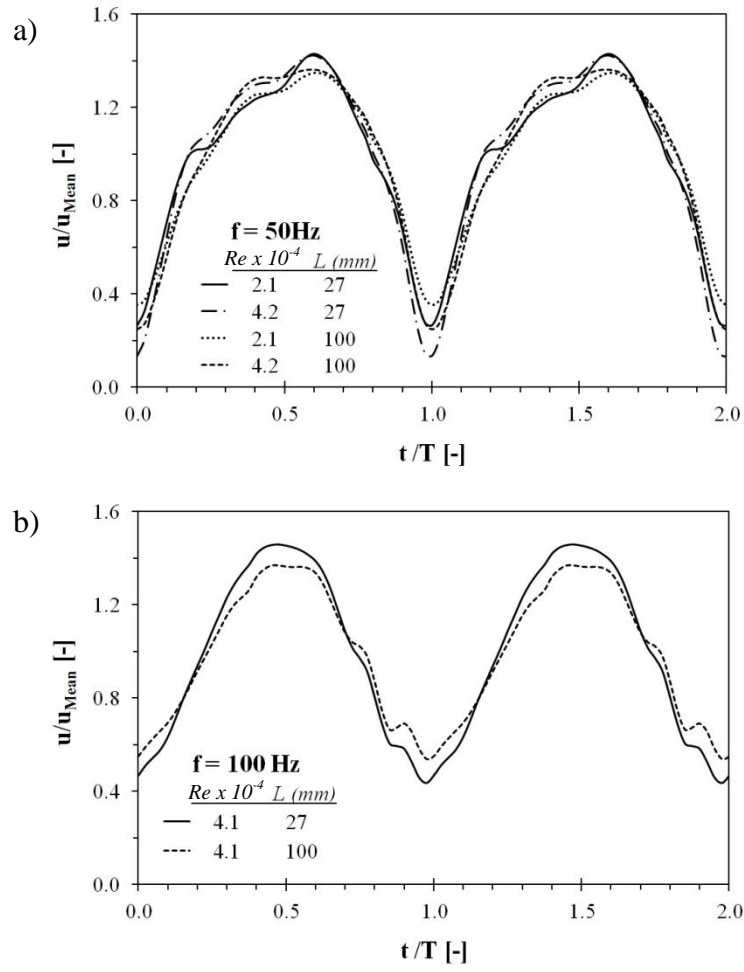 a)
1.6
1.2
0.8
0.4
0.0
u/u_Mean [-]
f = 50Hz
Re x 10^-4 L (mm)
2.1 27
4.2 27
2.1 100
4.2 100
0.0 0.5 1.0 1.5 2.0
t /T [-]
b)
1.6
1.2
0.8
0.4
0.0
u/u_Mean [-]
f = 100 Hz
Re x 10^-4 L (mm)
4.1 27
4.1 100
0.0 0.5 1.0 1.5 2.0
t /T [-]